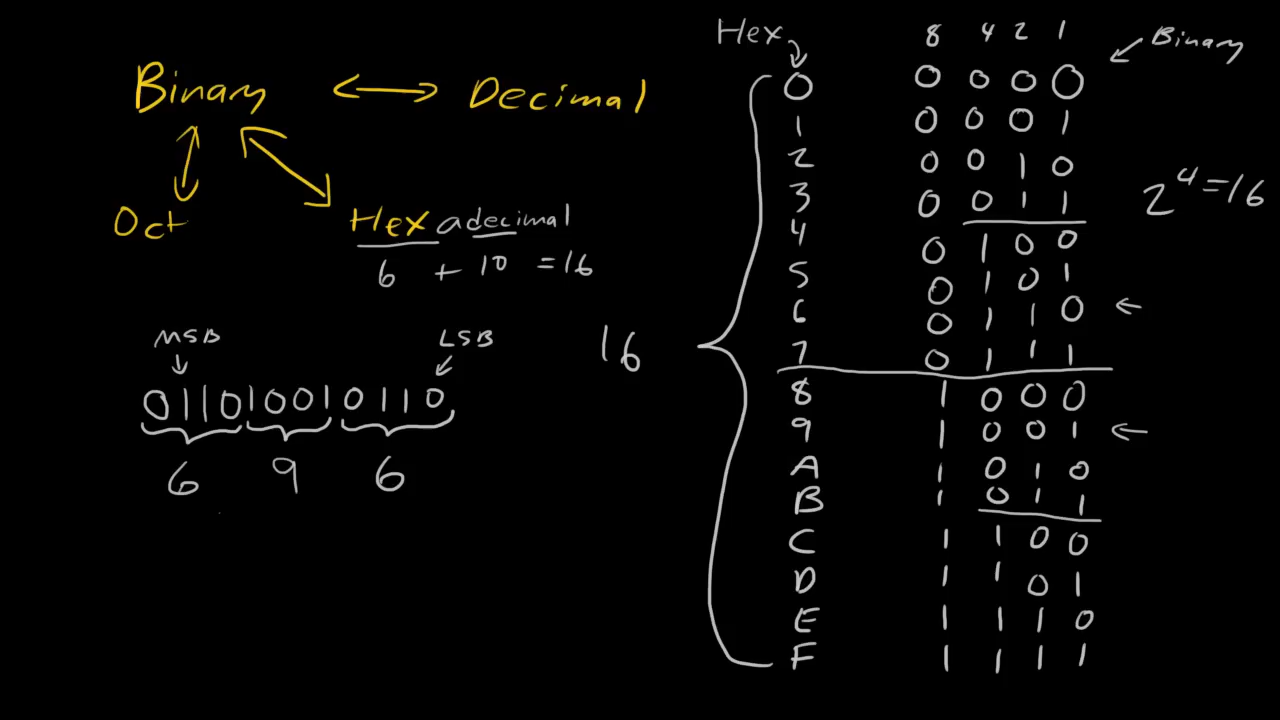 Binary ↔ Decimal
Oct
Hexadecimal
6 + 10 = 16
MSB LSB
011010010110
6 9 6
16
Hex 8 4 2 1 Binary
0 0 0 0 0
1 0 0 0 1
2 0 0 1 0
3 0 0 1 1
2^4=16
4 0 1 0 0
5 0 1 0 1
6 0 1 1 0 ←
7 0 1 1 1
8 1 0 0 0
9 1 0 0 1 ←
A 1 0 1 0
B 1 0 1 1
C 1 1 0 0
D 1 1 0 1
E 1 1 1 0
F 1 1 1 1